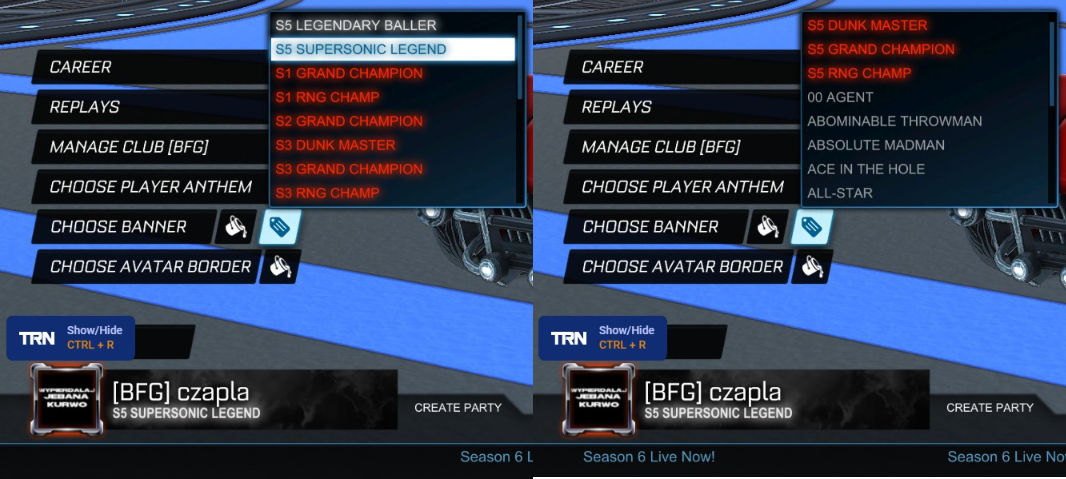 S5 LEGENDARY BALLER
S5 SUPERSONIC LEGEND
S1 GRAND CHAMPION
S1 RNG CHAMP
S2 GRAND CHAMPION
S3 DUNK MASTER
S3 GRAND CHAMPION
S3 RNG CHAMP
CAREER
REPLAYS
MANAGE CLUB [BFG]
CHOOSE PLAYER ANTHEM
CHOOSE BANNER
CHOOSE AVATAR BORDER
TRN
Show/Hide
CTRL + R
WYPIERDALAJ
JEBANA
KURWO
[BFG] czapla
S5 SUPERSONIC LEGEND
CREATE PARTY
Season 6 L
S5 DUNK MASTER
S5 GRAND CHAMPION
S5 RNG CHAMP
00 AGENT
ABOMINABLE THROWMAN
ABSOLUTE MADMAN
ACE IN THE HOLE
ALL-STAR
CAREER
REPLAYS
MANAGE CLUB [BFG]
CHOOSE PLAYER ANTHEM
CHOOSE BANNER
CHOOSE AVATAR BORDER
TRN
Show/Hide
CTRL + R
WYPIERDALAJ
JEBANA
KURWO
[BFG] czapla
S5 SUPERSONIC LEGEND
CREATE PARTY
Season 6 Live Now!
Season 6 Live No